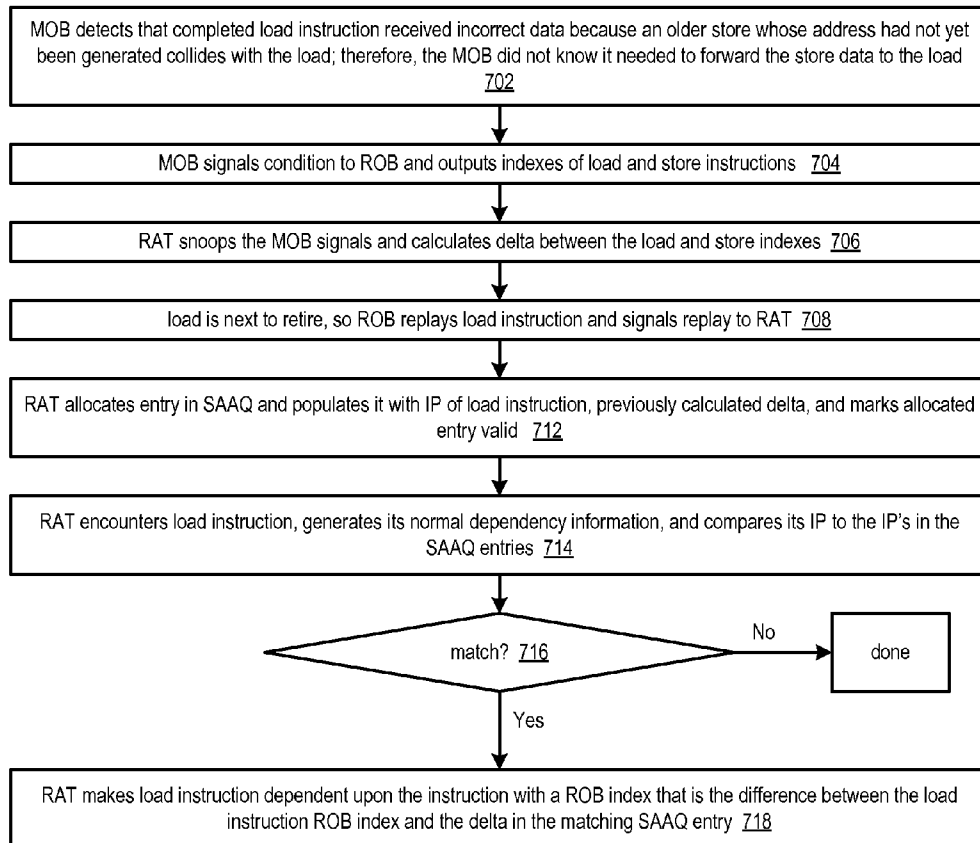 MOB detects that completed load instruction received incorrect data because an older store whose address had not yet
been generated collides with the load; therefore, the MOB did not know it needed to forward the store data to the load
702
MOB signals condition to ROB and outputs indexes of load and store instructions 704
RAT snoops the MOB signals and calculates delta between the load and store indexes 706
load is next to retire, so ROB replays load instruction and signals replay to RAT 708
RAT allocates entry in SAAQ and populates it with IP of load instruction, previously calculated delta, and marks allocated
entry valid 712
RAT encounters load instruction, generates its normal dependency information, and compares its IP to the IP's in the
SAAQ entries 714
match? 716
No
done
Yes
RAT makes load instruction dependent upon the instruction with a ROB index that is the difference between the load
instruction ROB index and the delta in the matching SAAQ entry 718